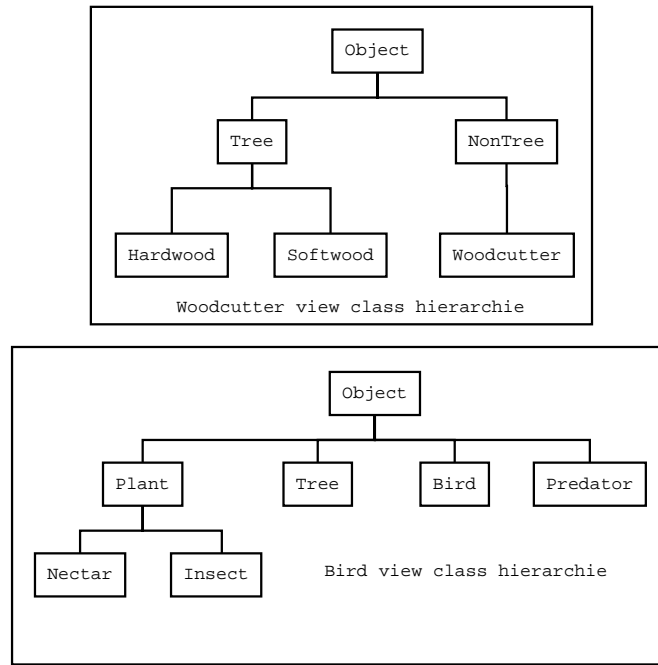 Object
Tree NonTree
Hardwood Softwood Woodcutter
Woodcutter view class hierarchie
Object
Plant Tree Bird Predator
Nectar Insect
Bird view class hierarchie